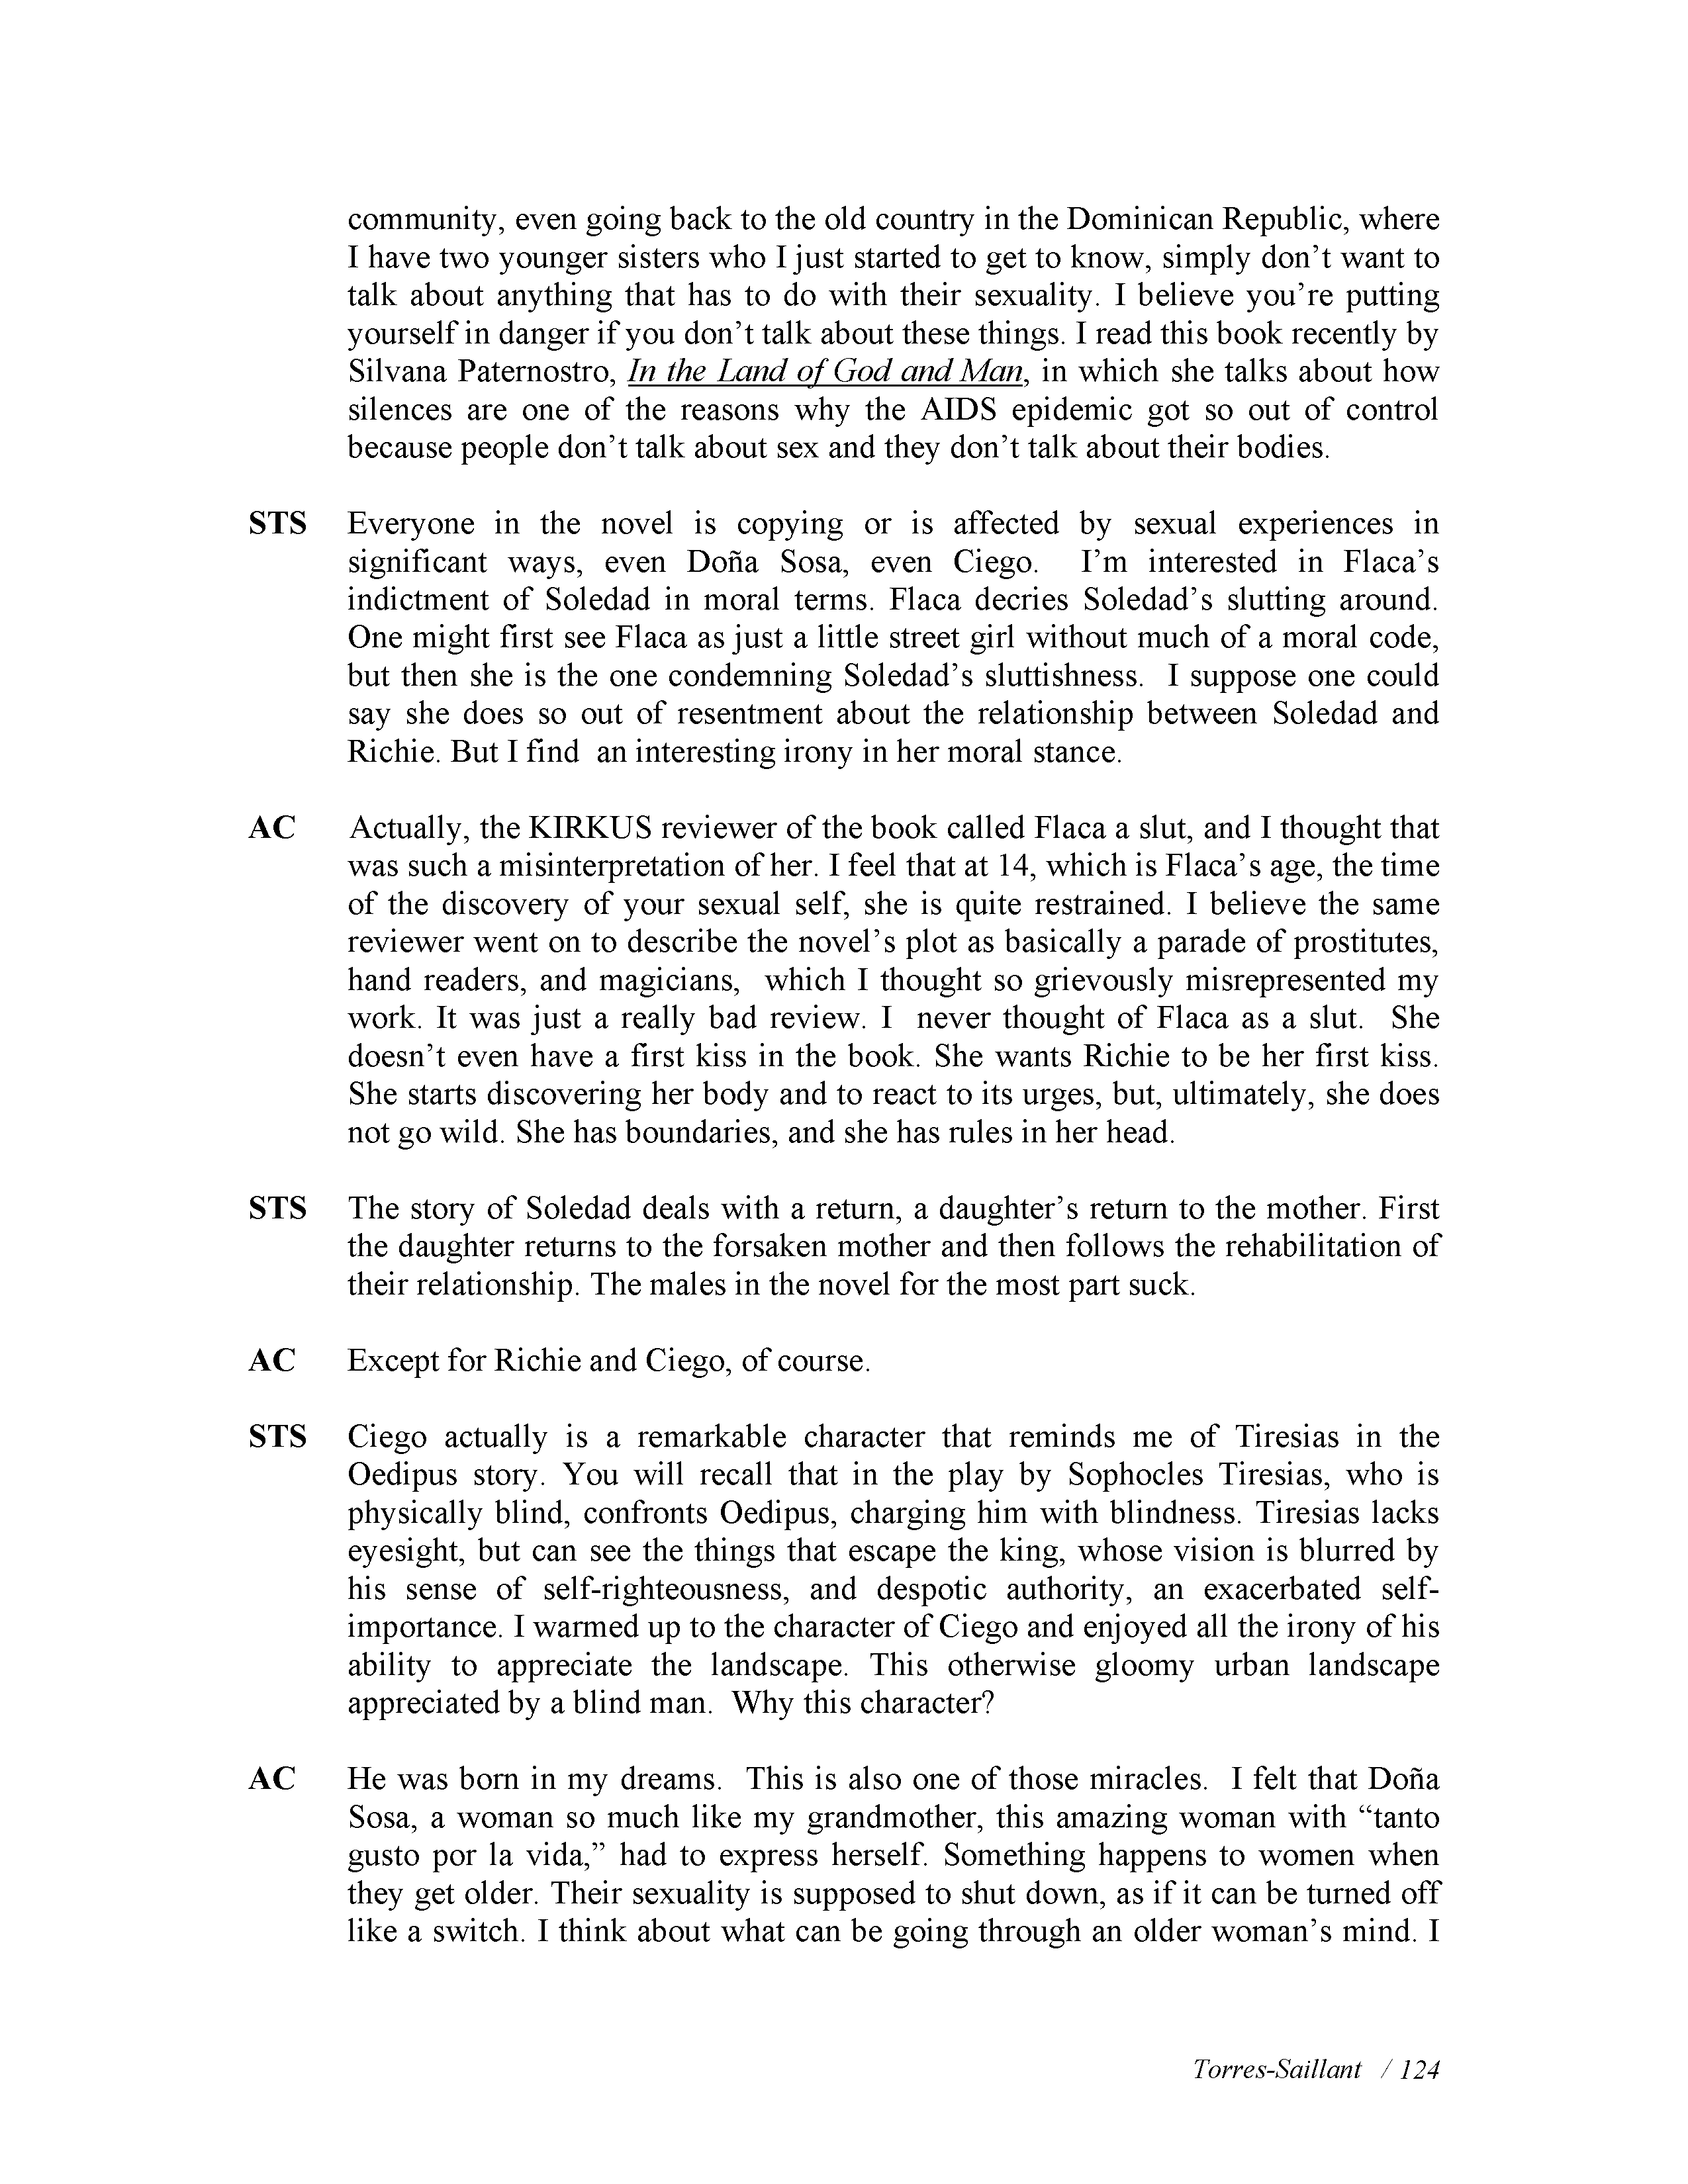 community, even going back to the old country in the Dominican Republic, where
I have two younger sisters who I just started to get to know, simply don’t want to
talk about anything that has to do with their sexuality. I believe you’re putting
yourself in danger if you don’t talk about these things. I read this book recently by
Silvana Paternostro, In the Land of God and Man, in which she talks about how
silences are one of the reasons why the AIDS epidemic got so out of control
because people don’t talk about sex and they don’t talk about their bodies.
STS Everyone in the novel is copying or is affected by sexual experiences in
significant ways, even Doña Sosa, even Ciego. I’m interested in Flaca’s
indictment of Soledad in moral terms. Flaca decries Soledad’s slutting around.
One might first see Flaca as just a little street girl without much of a moral code,
but then she is the one condemning Soledad’s sluttishness. I suppose one could
say she does so out of resentment about the relationship between Soledad and
Richie. But I find an interesting irony in her moral stance.
AC Actually, the KIRKUS reviewer of the book called Flaca a slut, and I thought that
was such a misinterpretation of her. I feel that at 14, which is Flaca’s age, the time
of the discovery of your sexual self, she is quite restrained. I believe the same
reviewer went on to describe the novel’s plot as basically a parade of prostitutes,
hand readers, and magicians, which I thought so grievously misrepresented my
work. It was just a really bad review. I never thought of Flaca as a slut. She
doesn’t even have a first kiss in the book. She wants Richie to be her first kiss.
She starts discovering her body and to react to its urges, but, ultimately, she does
not go wild. She has boundaries, and she has rules in her head.
STS The story of Soledad deals with a return, a daughter’s return to the mother. First
the daughter returns to the forsaken mother and then follows the rehabilitation of
their relationship. The males in the novel for the most part suck.
AC Except for Richie and Ciego, of course.
STS Ciego actually is a remarkable character that reminds me of Tiresias in the
Oedipus story. You will recall that in the play by Sophocles Tiresias, who is
physically blind, confronts Oedipus, charging him with blindness. Tiresias lacks
eyesight, but can see the things that escape the king, whose vision is blurred by
his sense of self-righteousness, and despotic authority, an exacerbated self-
importance. I warmed up to the character of Ciego and enjoyed all the irony of his
ability to appreciate the landscape. This otherwise gloomy urban landscape
appreciated by a blind man. Why this character?
AC He was born in my dreams. This is also one of those miracles. I felt that Doña
Sosa, a woman so much like my grandmother, this amazing woman with “tanto
gusto por la vida,” had to express herself. Something happens to women when
they get older. Their sexuality is supposed to shut down, as if it can be turned off
like a switch. I think about what can be going through an older woman’s mind. I
Torres-Saillant / 124